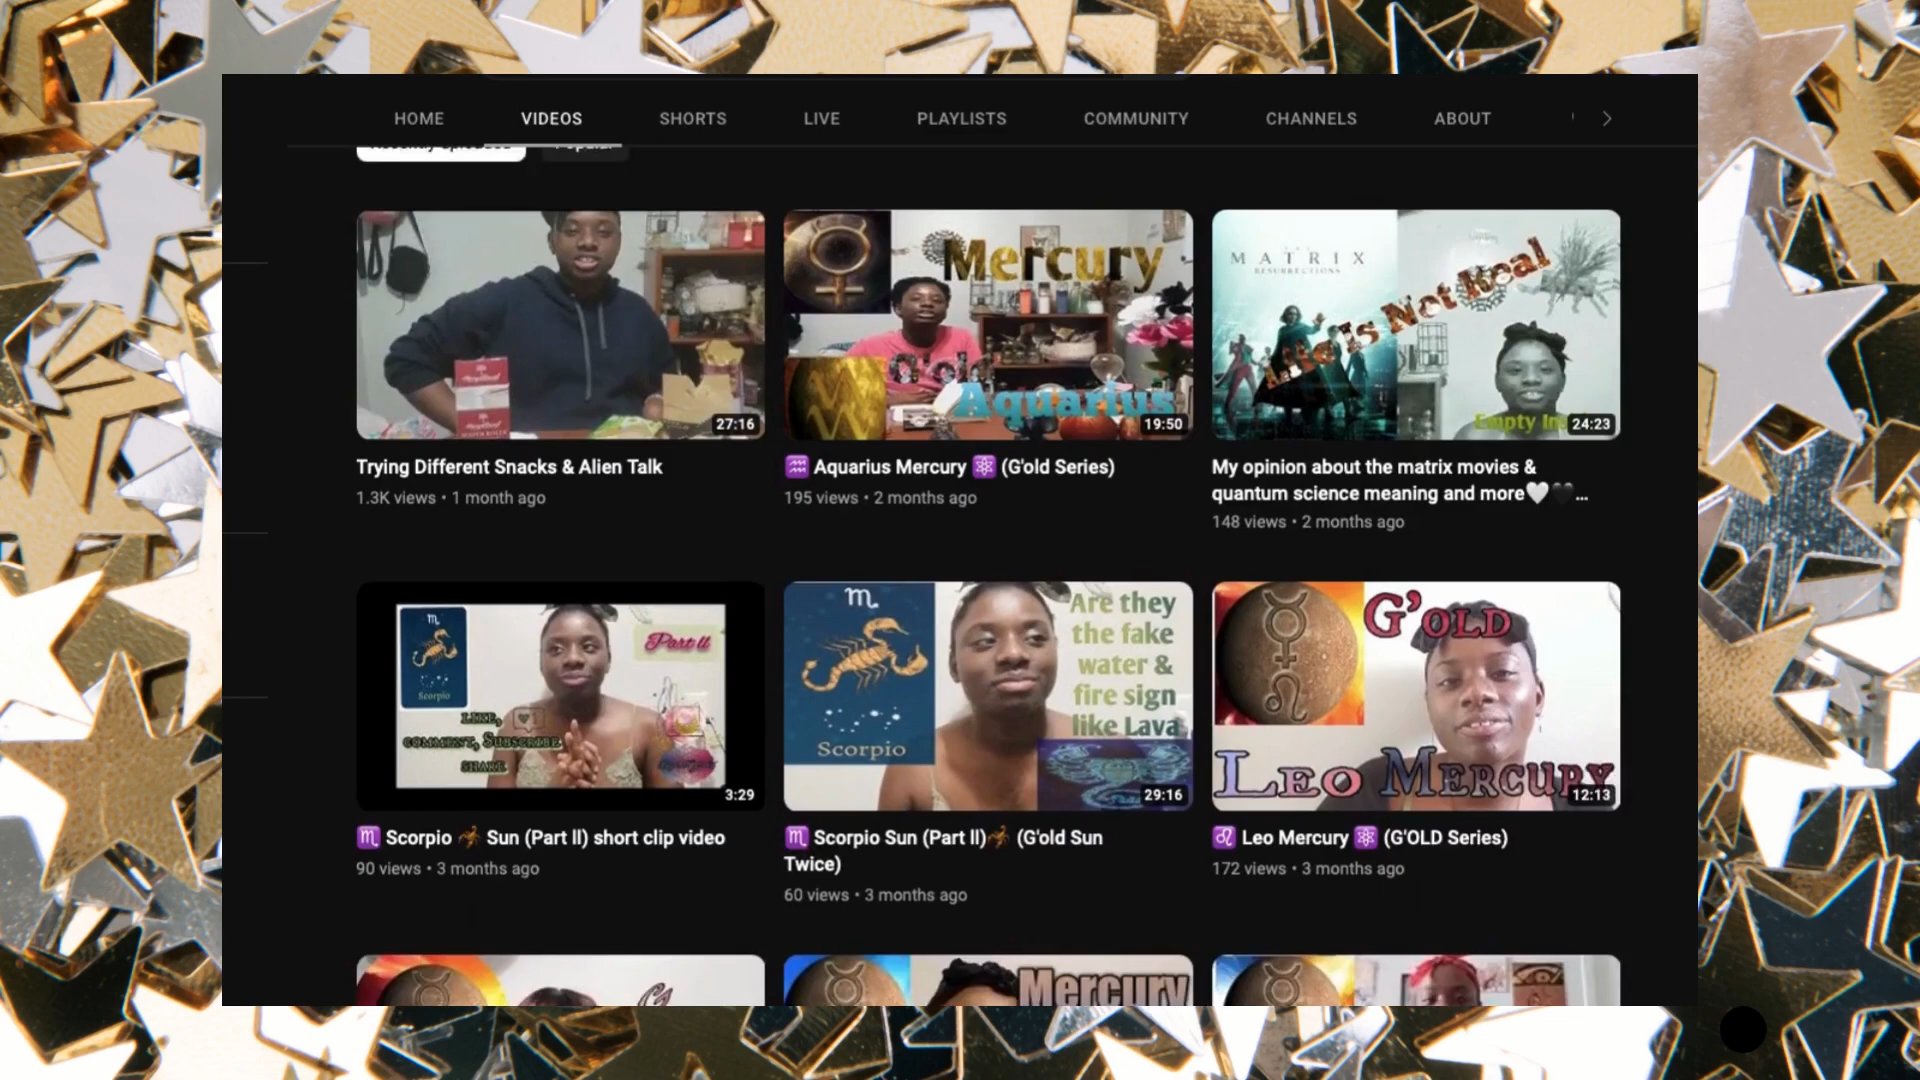 HOME VIDEOS SHORTS LIVE PLAYLISTS COMMUNITY CHANNELS ABOUT
27:16
Trying Different Snacks & Alien Talk
1.3K views • 1 month ago
Mercury
G'old
Aquarius
19:50
♒ Aquarius Mercury ⚛ (G'old Series)
195 views • 2 months ago
MATRIX
RESURRECTIONS
Is Not Real
24:23
My opinion about the matrix movies &
quantum science meaning and more🤍🖤...
148 views • 2 months ago
Scorpio
Part II
LIKE,
COMMENT, SUBSCRIBE
SHARE
3:29
♏ Scorpio 🦂 Sun (Part II) short clip video
90 views • 3 months ago
Scorpio
Are they
the fake
water &
fire sign
like Lava
29:16
♏ Scorpio Sun (Part II)🦂 (G'old Sun
Twice)
60 views • 3 months ago
G'OLD
LEO MERCURY
12:13
♌ Leo Mercury ⚛ (G'OLD Series)
172 views • 3 months ago
Mercury